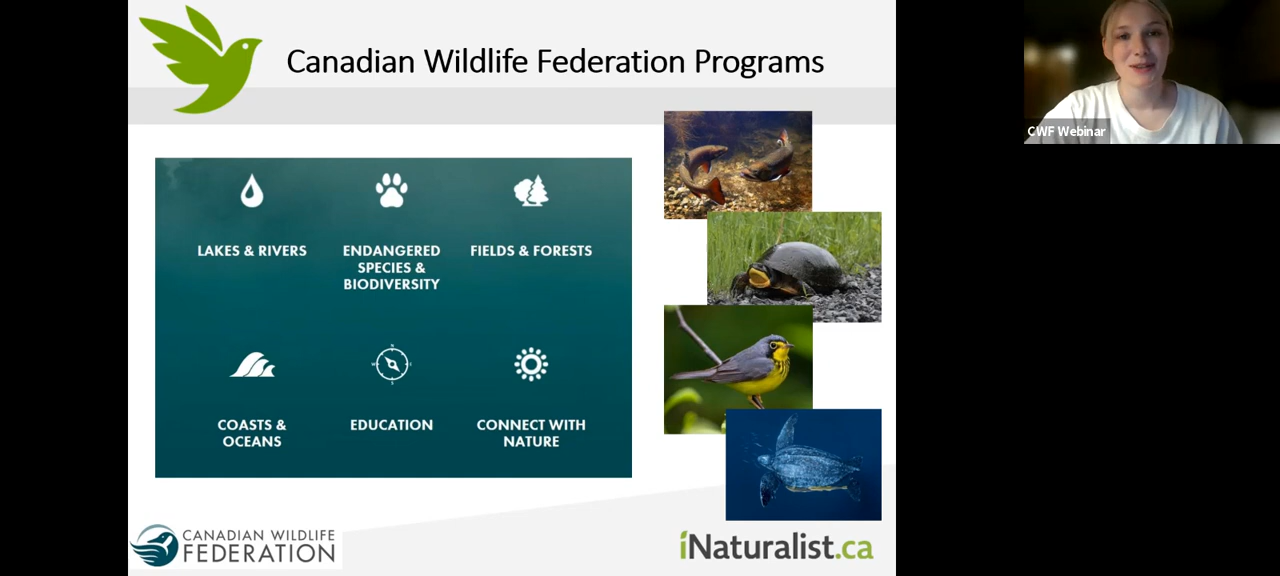 Canadian Wildlife Federation Programs
CWF Webinar
LAKES & RIVERS
ENDANGERED
SPECIES &
BIODIVERSITY
FIELDS & FORESTS
N
W
E
S
COASTS &
OCEANS
EDUCATION
CONNECT WITH
NATURE
CANADIAN WILDLIFE
FEDERATION
iNaturalist.ca